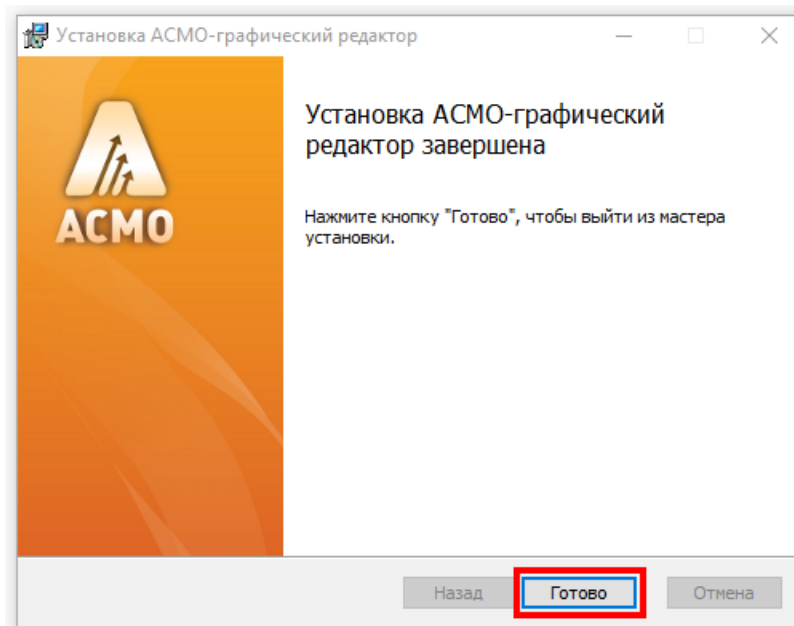 Установка АСМО-графический редактор
АСМО
Установка АСМО-графический
редактор завершена
Нажмите кнопку "Готово", чтобы выйти из мастера
установки.
Назад
Готово
Отмена